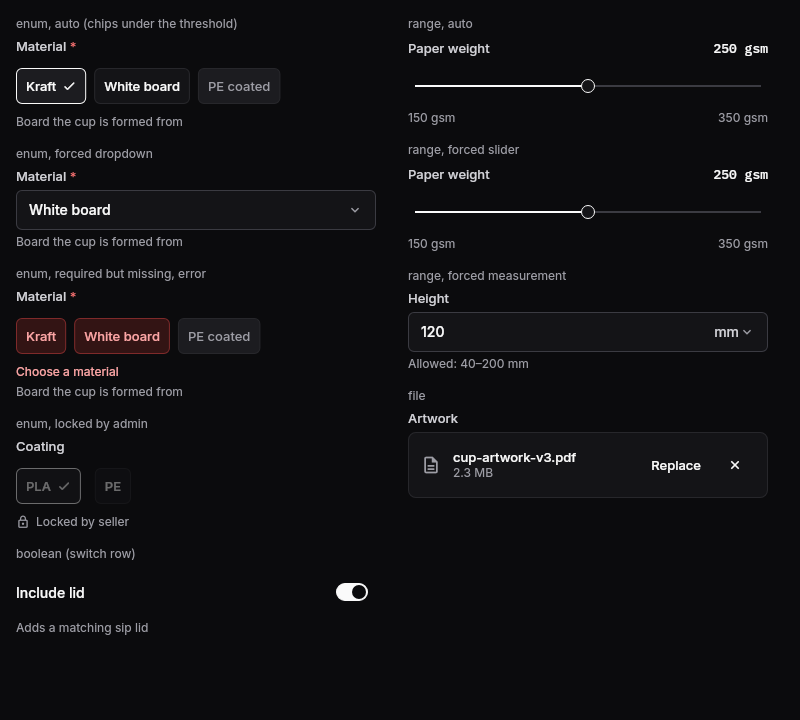 enum, auto (chips under the threshold)
Material *
Kraft
White board
PE coated
Board the cup is formed from
enum, forced dropdown
Material *
White board
Board the cup is formed from
enum, required but missing, error
Material *
Kraft
White board
PE coated
Choose a material
Board the cup is formed from
enum, locked by admin
Coating
PLA
PE
Locked by seller
boolean (switch row)
Include lid
Adds a matching sip lid
range, auto
Paper weight 250 gsm
150 gsm 350 gsm
range, forced slider
Paper weight 250 gsm
150 gsm 350 gsm
range, forced measurement
Height
120 mm
Allowed: 40–200 mm
file
Artwork
cup-artwork-v3.pdf
2.3 MB
Replace